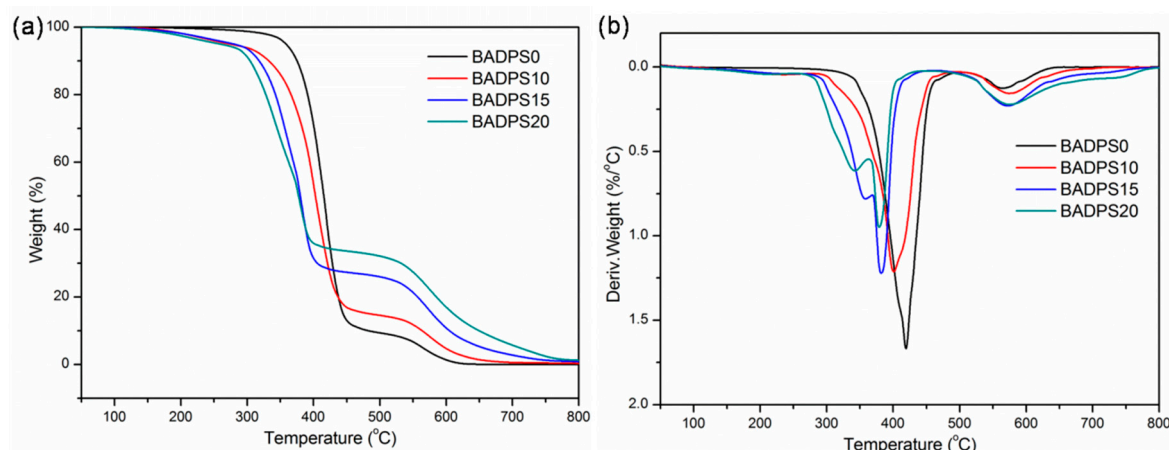 (a)
100
80
60
40
20
0
Weight (%)
BADPS0
BADPS10
BADPS15
BADPS20
100 200 300 400 500 600 700 800
Temperature (°C)
(b)
0.0
0.5
1.0
1.5
2.0
Deriv.Weight (%/°C)
BADPS0
BADPS10
BADPS15
BADPS20
100 200 300 400 500 600 700 800
Temperature (°C)